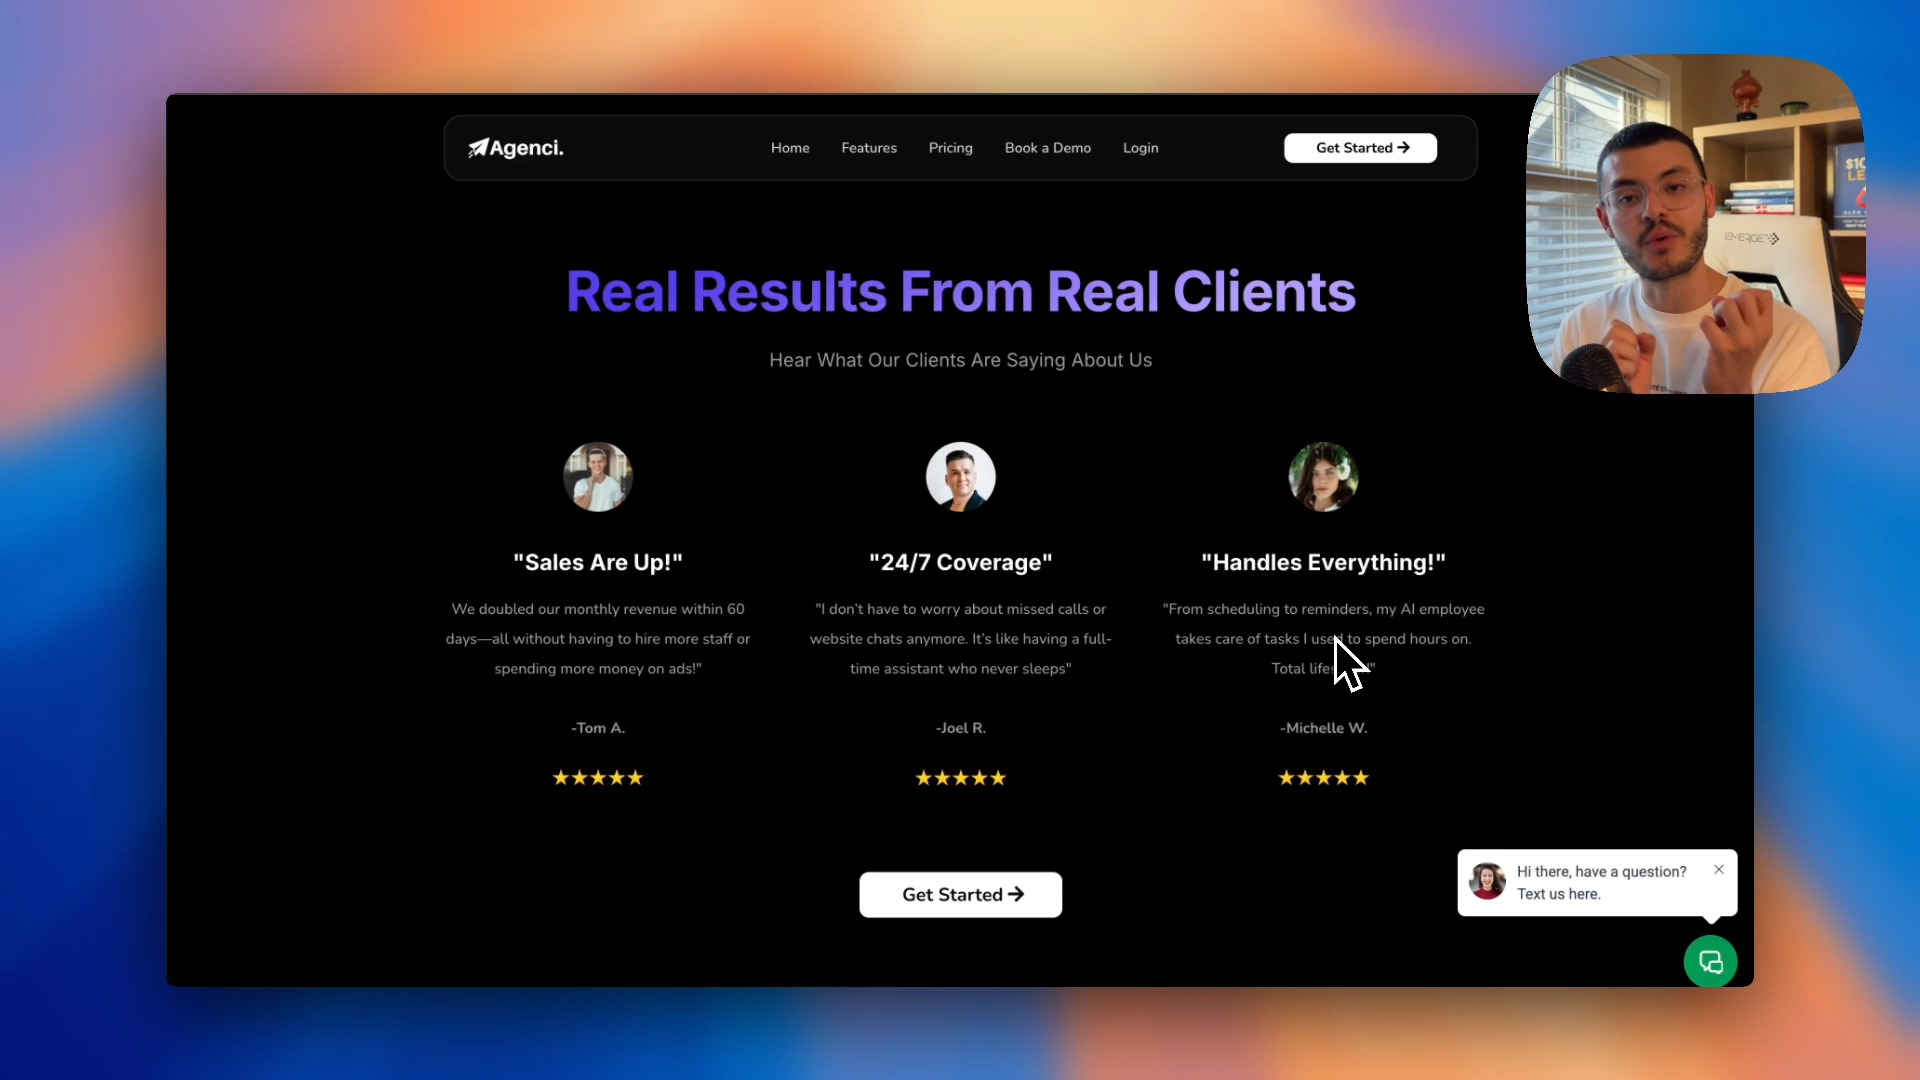 Agenci.
Home Features Pricing Book a Demo Login
Get Started →
EMERGE
Real Results From Real Clients
Hear What Our Clients Are Saying About Us
"Sales Are Up!"
We doubled our monthly revenue within 60
days—all without having to hire more staff or
spending more money on ads!"
-Tom A.
★★★★★
"24/7 Coverage"
"I don't have to worry about missed calls or
website chats anymore. It's like having a full-
time assistant who never sleeps"
-Joel R.
★★★★★
"Handles Everything!"
"From scheduling to reminders, my AI employee
takes care of tasks I used to spend hours on.
Total
-Michelle W.
★★★★★
Get Started →
Hi there, have a question?
Text us here.